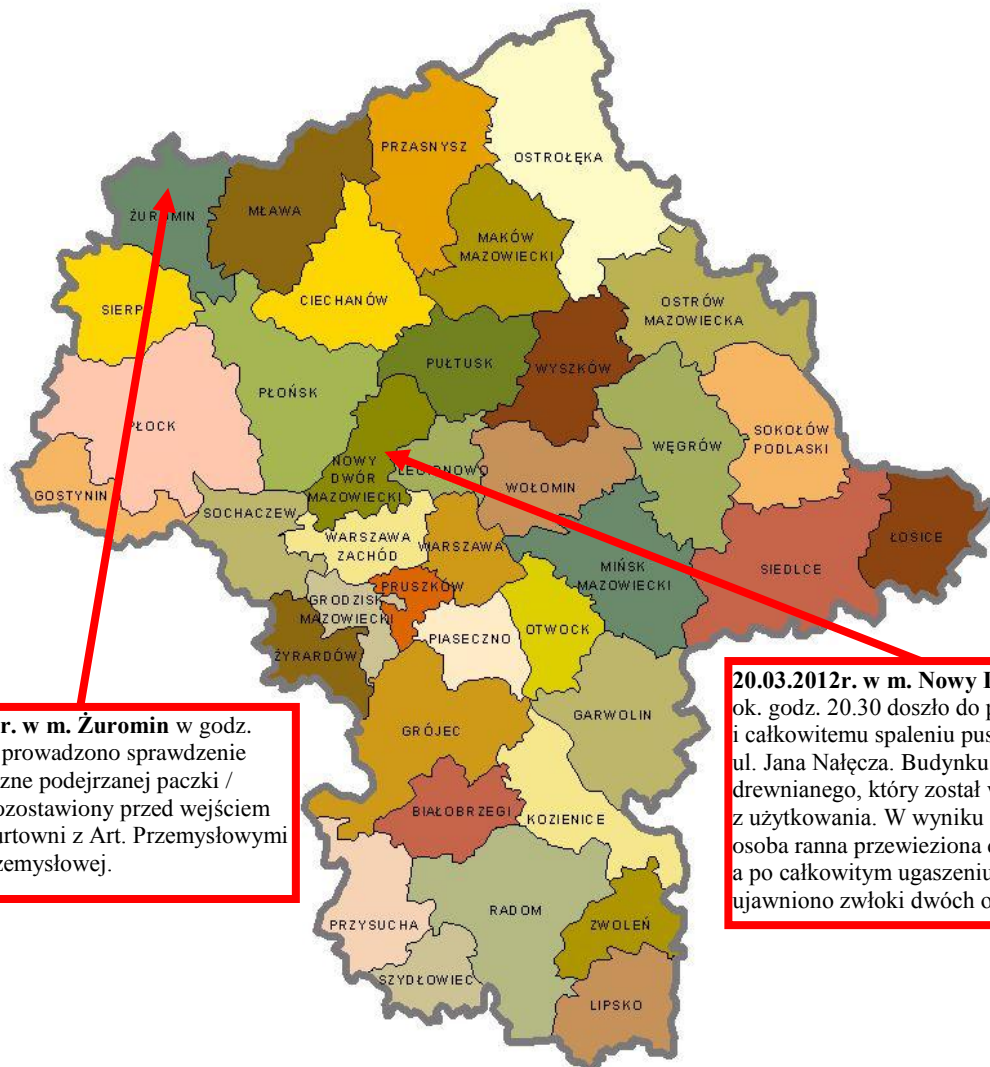 PRZASNYSZ
OSTROŁĘKA
ŻUROMIN
MŁAWA
MAKÓW
MAZOWIECKI
SIERPC
CIECHANÓW
OSTRÓW
MAZOWIECKA
PUŁTUSK
WYSZKÓW
PŁOŃSK
PŁOCK
SOKOŁÓW
PODLASKI
WĘGRÓW
NOWY
DWÓR
MAZOWIECKI
LEGIONOWO
WOŁOMIN
GOSTYNIN
SOCHACZEW
WARSZAWA
ZACHÓD
WARSZAWA
ŁOSICE
MIŃSK
MAZOWIECKI
SIEDLCE
PRUSZKÓW
GRODZISK
MAZOWIECKI
OTWOCK
PIASECZNO
ŻYRARDÓW
GARWOLIN
GRÓJEC
BIAŁOBRZEGI
KOZIENICE
RADOM
PRZYSUCHA
ZWOLEŃ
SZYDŁOWIEC
LIPSKO
r. w m. Żuromin w godz.
prowadzono sprawdzenie
zne podejrzanej paczki /
ozostawiony przed wejściem
urtowni z Art. Przemysłowymi
zemysłowej.
20.03.2012r. w m. Nowy
ok. godz. 20.30 doszło do
i całkowitemu spaleniu
ul. Jana Nałęcza. Budynku
drewnianego, który został
z użytkowania. W wyniku
osoba ranna przewieziona
a po całkowitym ugaszeniu
ujawniono zwłoki dwóch